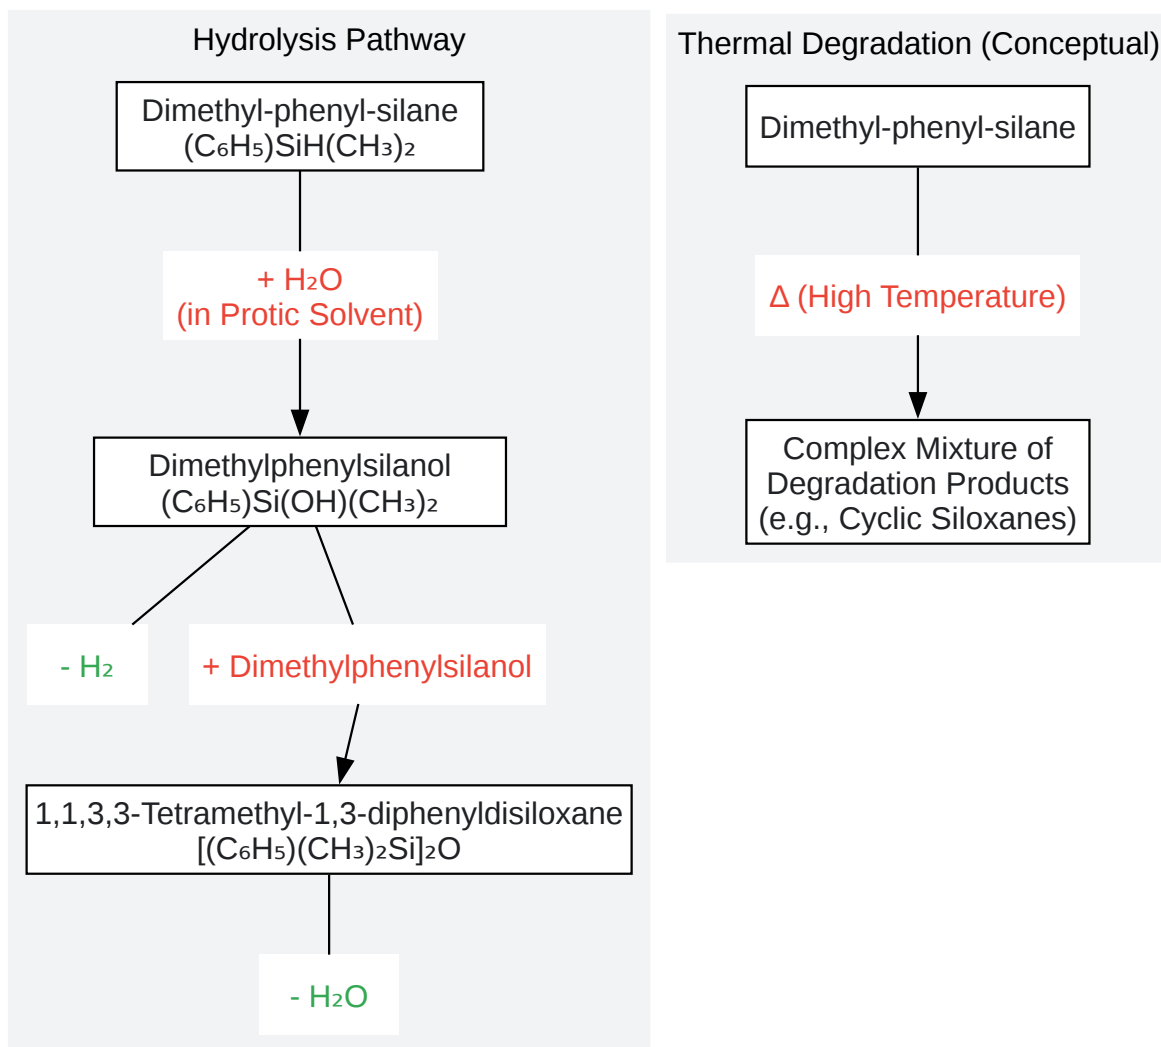 Hydrolysis Pathway
Dimethyl-phenyl-silane
(C₆H₅)SiH(CH₃)₂
+ H₂O
(in Protic Solvent)
Dimethylphenylsilanol
(C₆H₅)Si(OH)(CH₃)₂
- H₂
+ Dimethylphenylsilanol
1,1,3,3-Tetramethyl-1,3-diphenyldisiloxane
[(C₆H₅)(CH₃)₂Si]₂O
- H₂O
Thermal Degradation (Conceptual)
Dimethyl-phenyl-silane
Δ (High Temperature)
Complex Mixture of
Degradation Products
(e.g., Cyclic Siloxanes)